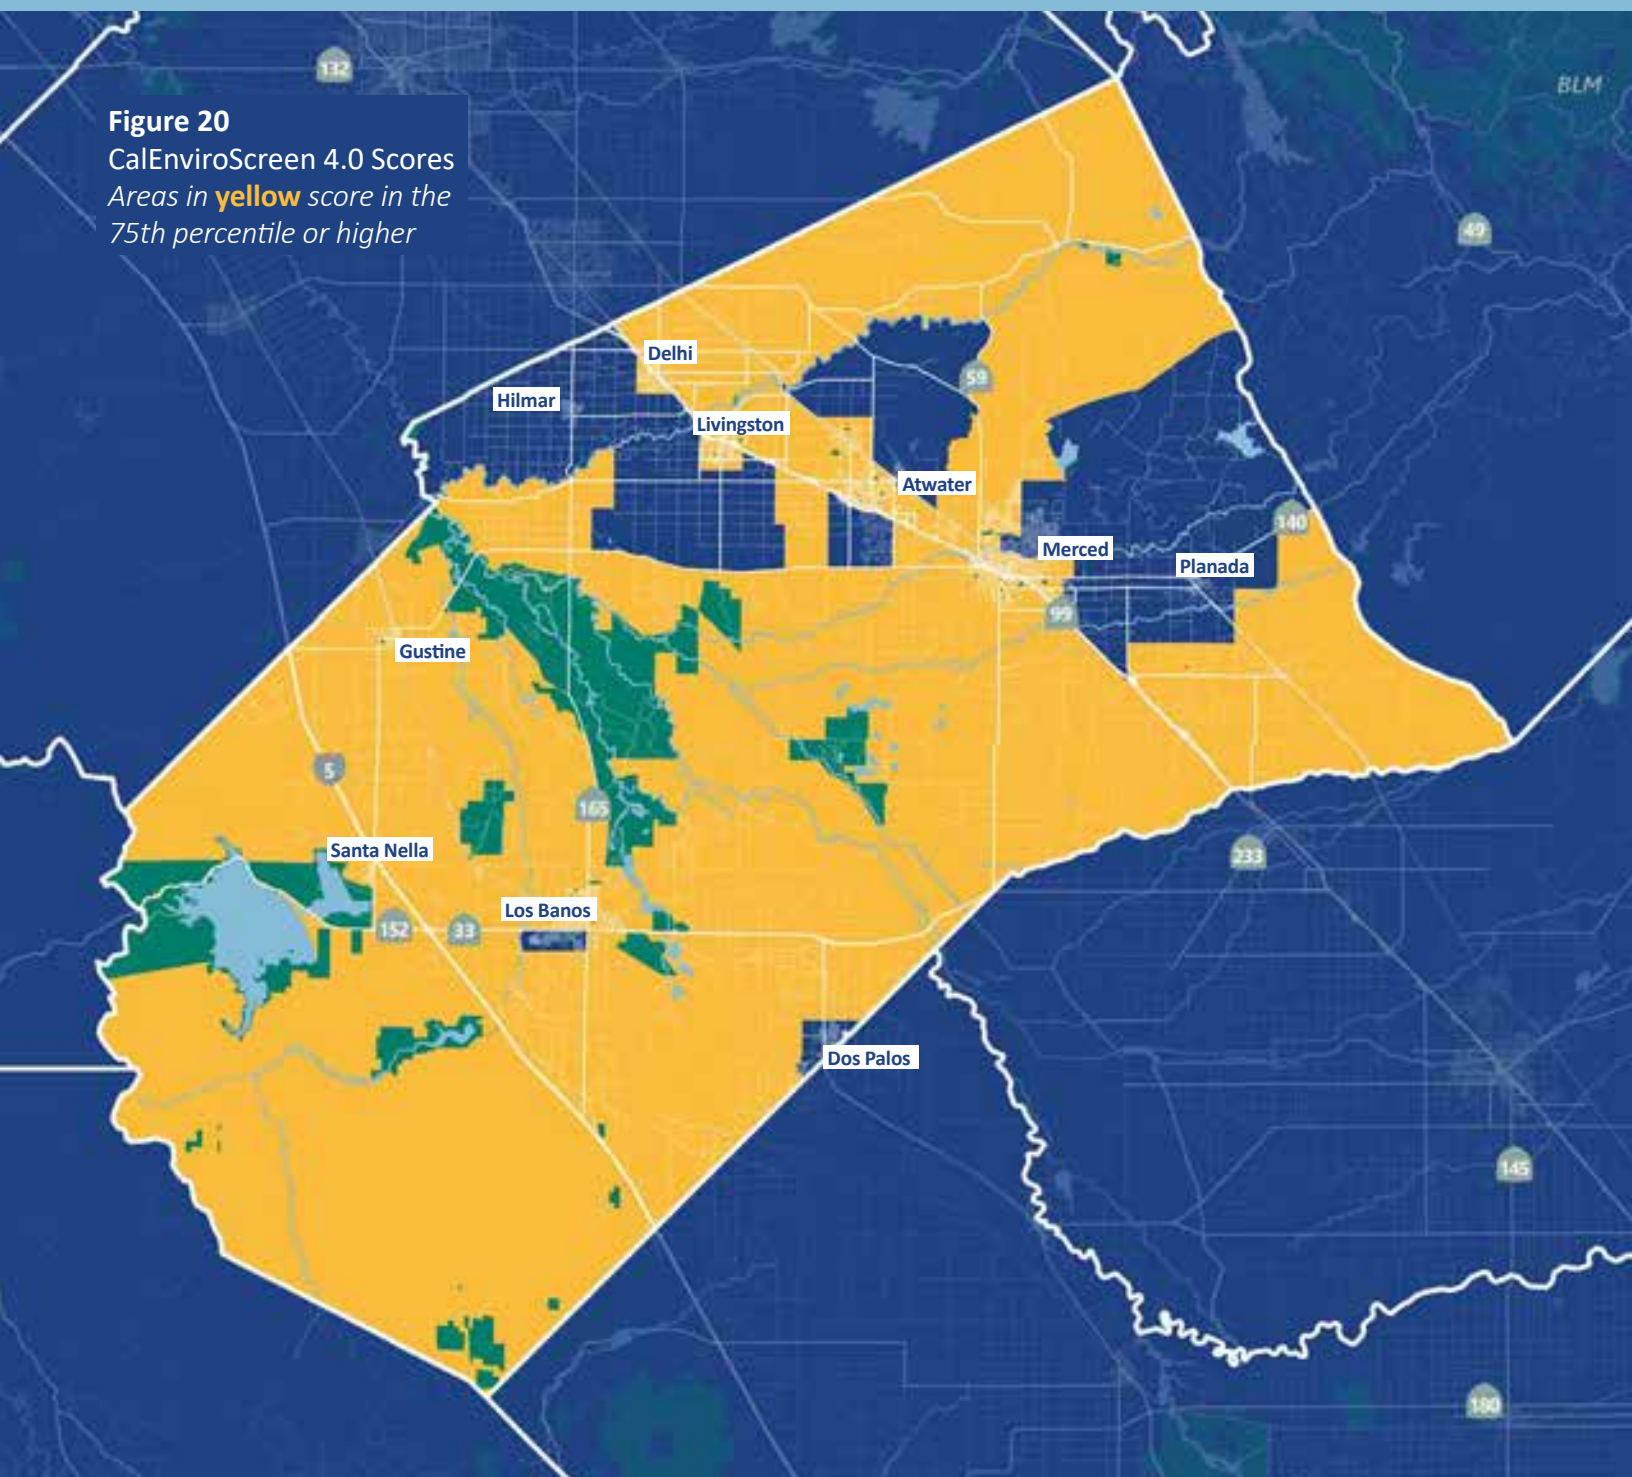 132
BLM
Figure 20
CalEnviroScreen 4.0 Scores
Areas in yellow score in the
75th percentile or higher
49
Delhi
59
Hilmar
Livingston
Atwater
140
Merced
Planada
99
Gustine
5
165
Santa Nella
233
Los Banos
152
33
Dos Palos
145
180